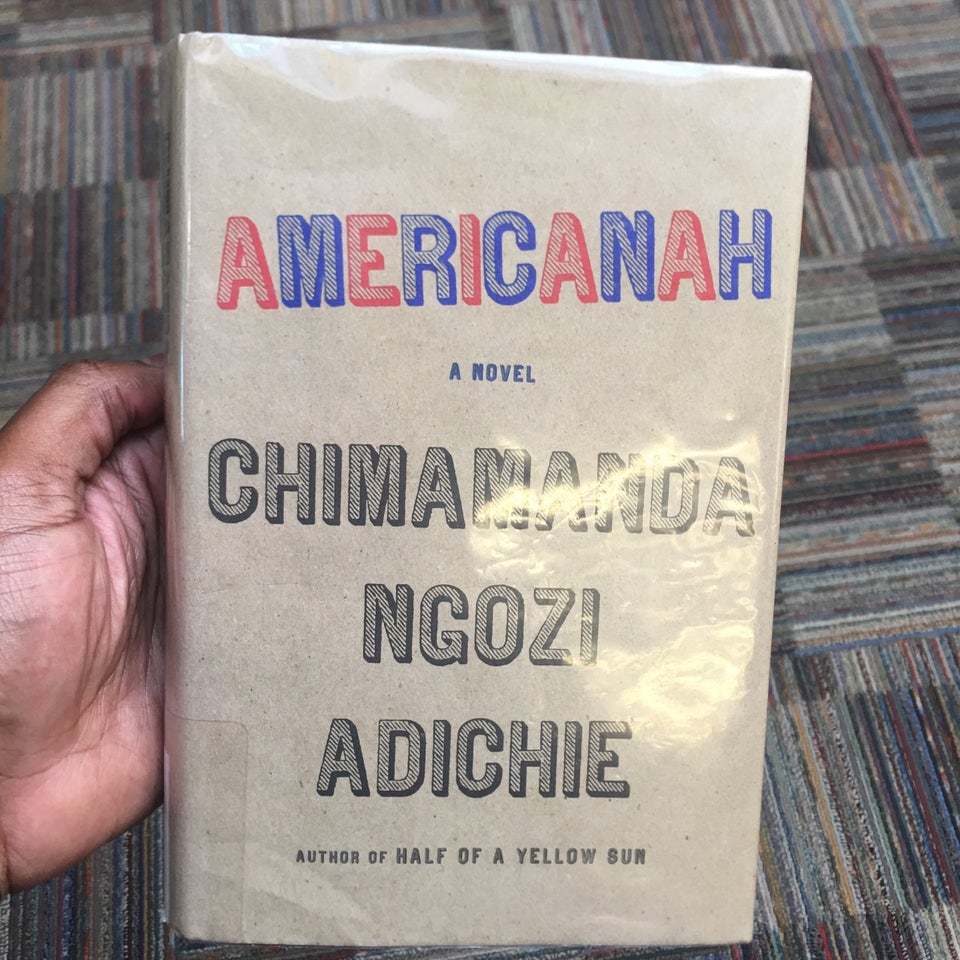 AMERICANAH
A NOVEL
CHIMAMANDA
NGOZI
ADICHIE
AUTHOR OF HALF OF A YELLOW SUN